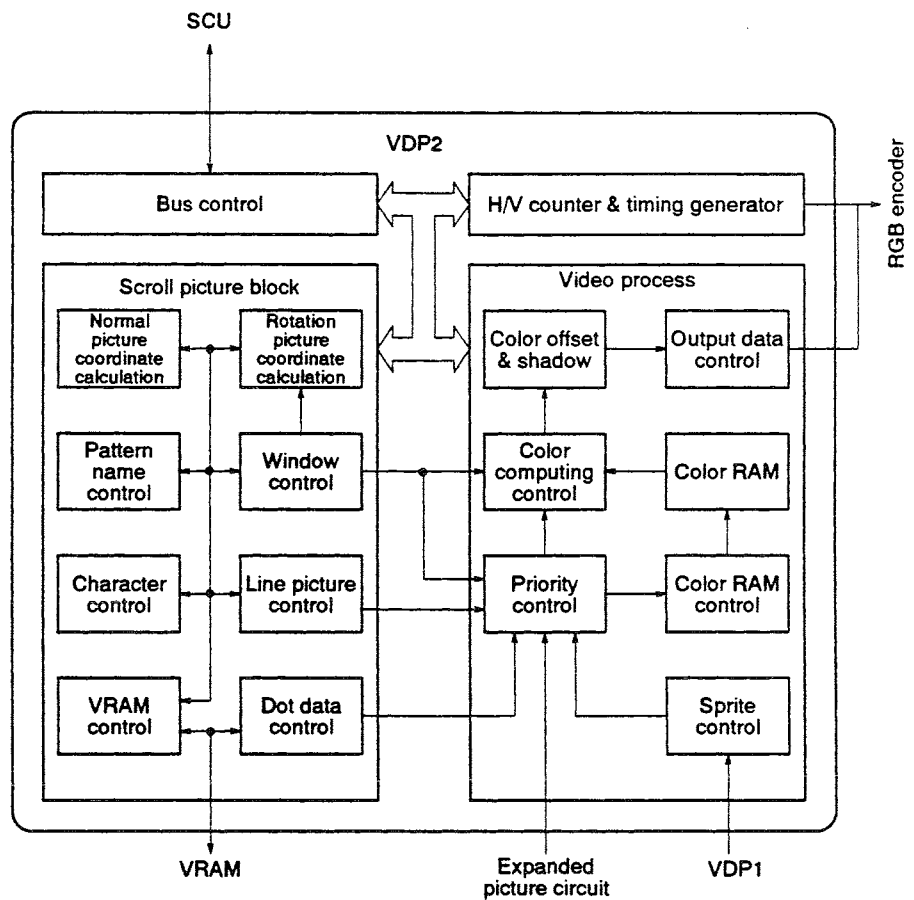 SCU
VDP2
RGB encoder
Bus control
H/V counter & timing generator
Scroll picture block
Video process
Normal
picture
coordinate
calculation
Rotation
picture
coordinate
calculation
Color offset
& shadow
Output data
control
Pattern
name
control
Window
control
Color
computing
control
Color RAM
Character
control
Line picture
control
Priority
control
Color RAM
control
VRAM
control
Dot data
control
Sprite
control
VRAM
Expanded
picture circuit
VDP1